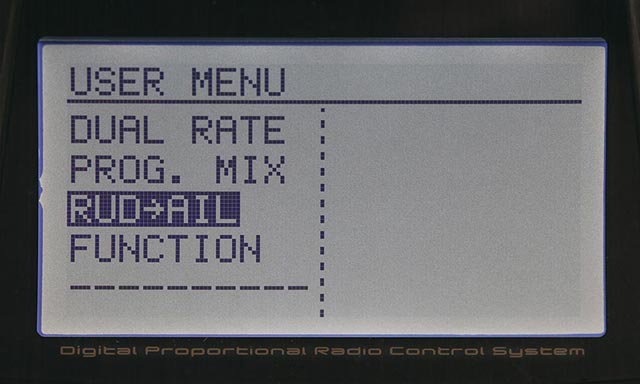 USER MENU
DUAL RATE
PROG. MIX
RUD→AIL
FUNCTION
----------
Digital Proportional Radio Control System